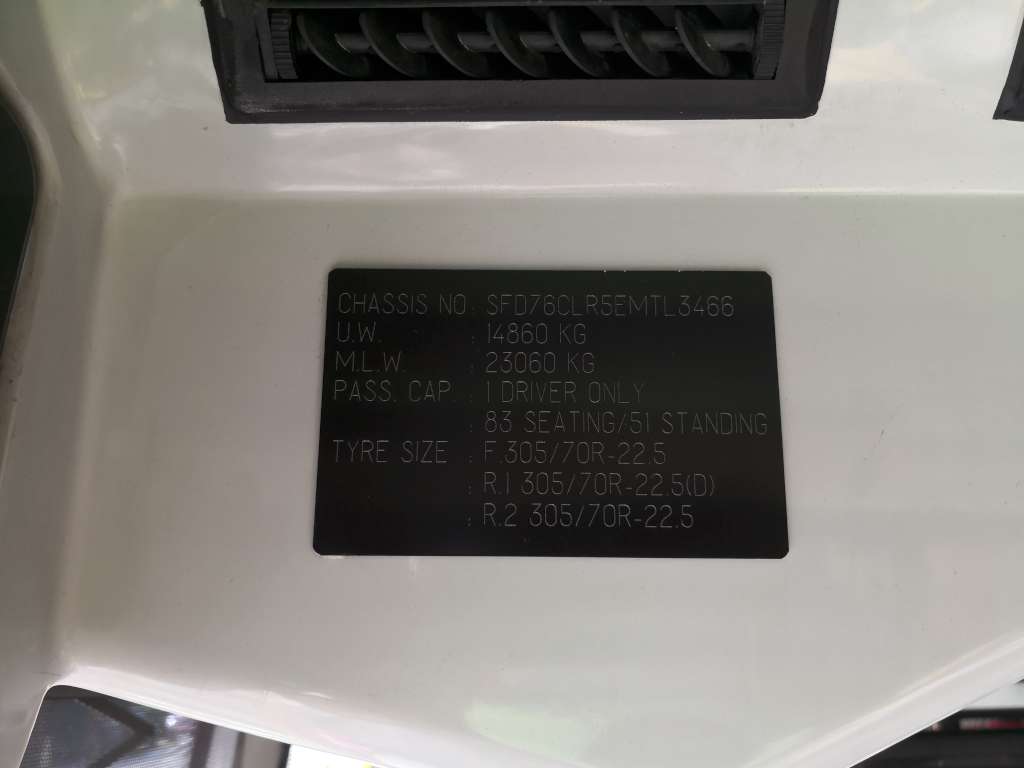 CHASSIS NO. : SFD76CLR5EMTL3466
U.W. : 14860 KG
M.L.W. : 23060 KG
PASS. CAP. : 1 DRIVER ONLY
: 83 SEATING/51 STANDING
TYRE SIZE : F.305/70R-22.5
: R.1 305/70R-22.5(D)
: R.2 305/70R-22.5